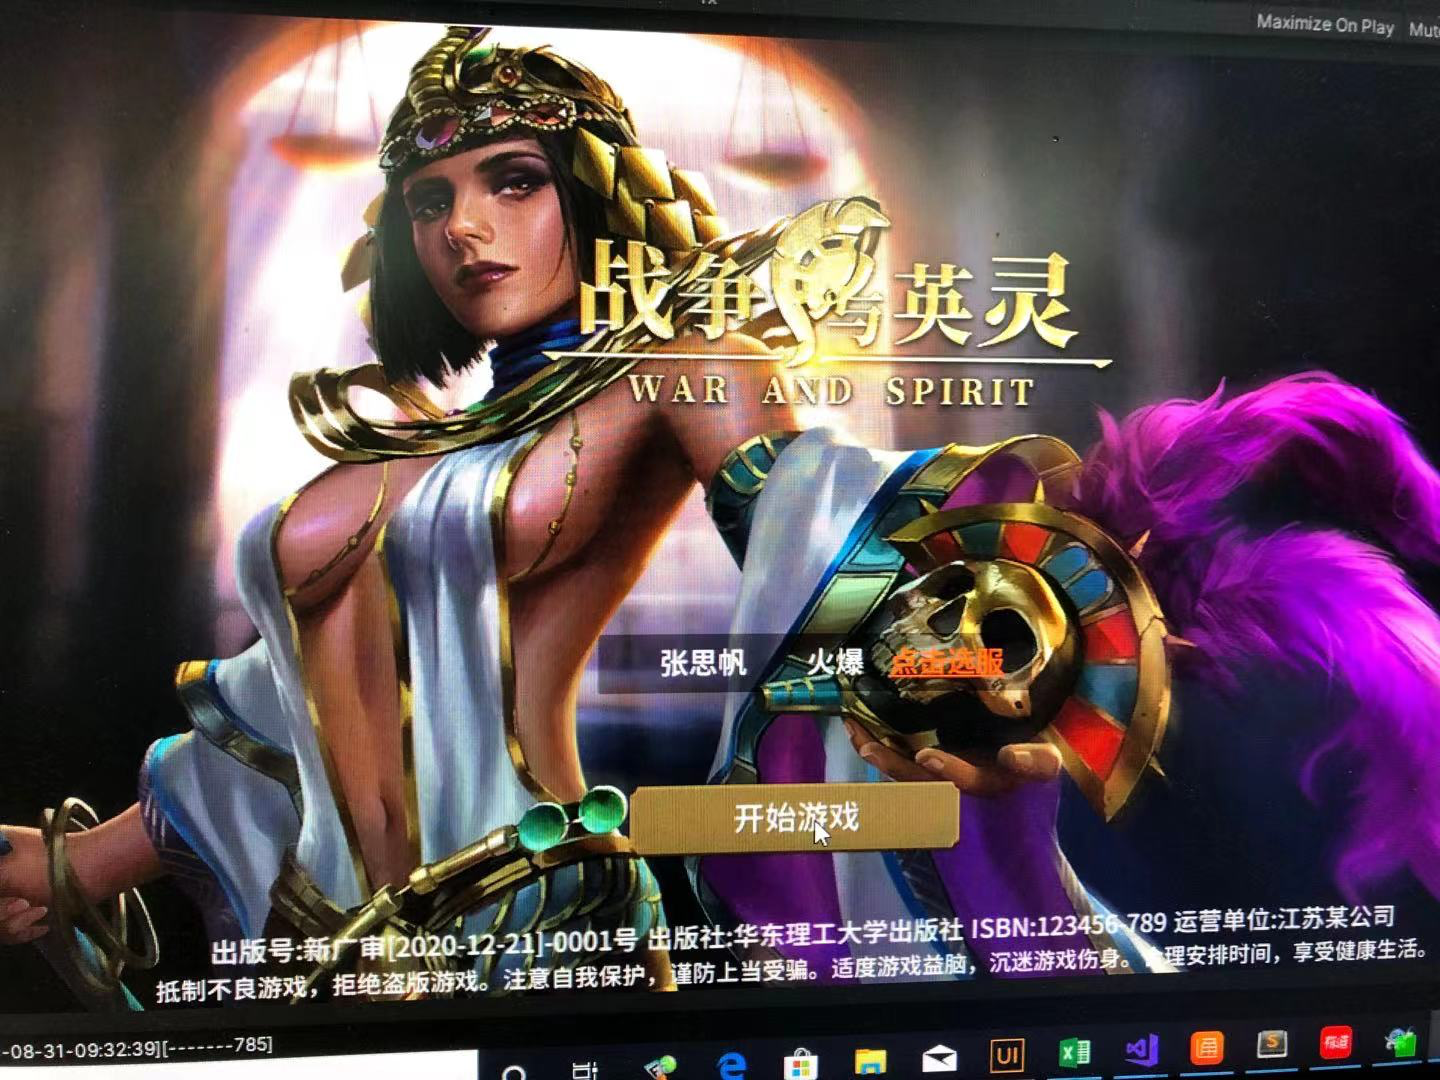 Maximize On Play
战争与英灵
WAR AND SPIRIT
张思帆 火爆 点击选服
开始游戏
出版号:新广审[2020-12-21]-0001号 出版社:华东理工大学出版社 ISBN:123456-789 运营单位:江苏某公司
抵制不良游戏，拒绝盗版游戏。注意自我保护，谨防上当受骗。适度游戏益脑，沉迷游戏伤身。合理安排时间，享受健康生活。
-08-31-09:32:39][-------785]
UI
S